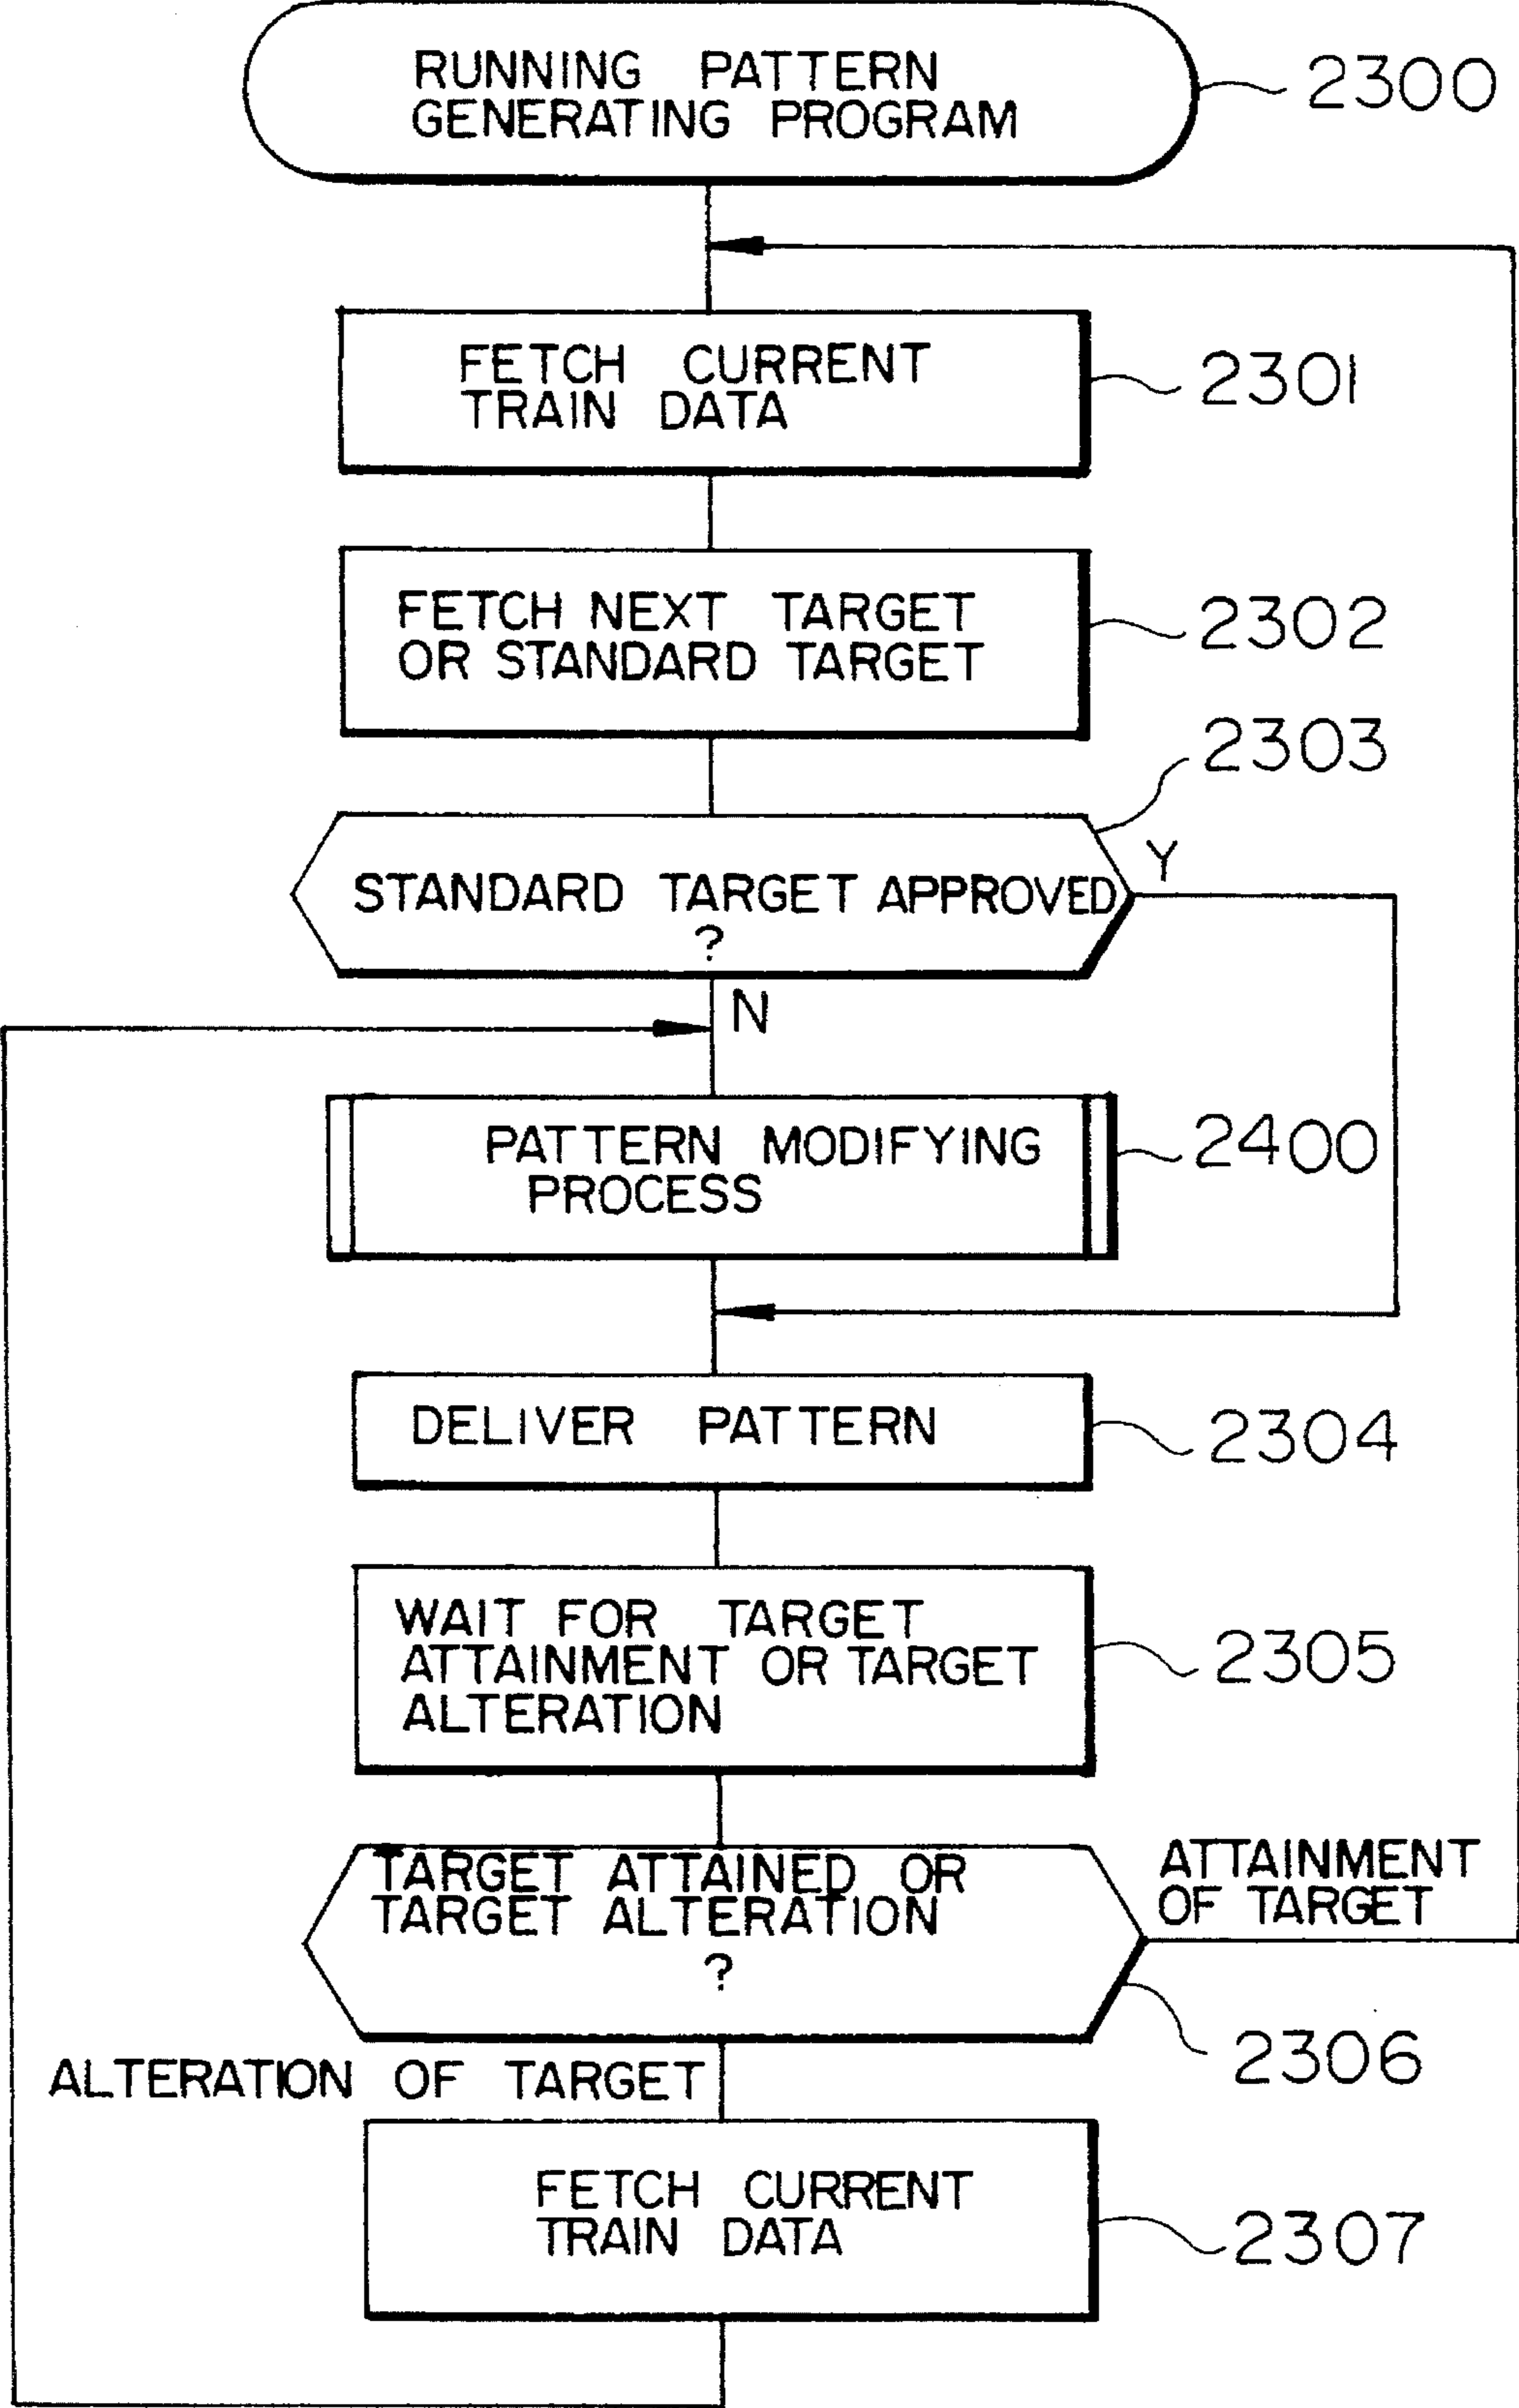 RUNNING PATTERN
GENERATING PROGRAM
2300
FETCH CURRENT
TRAIN DATA
2301
FETCH NEXT TARGET
OR STANDARD TARGET
2302
2303
STANDARD TARGET APPROVED
?
Y
N
PATTERN MODIFYING
PROCESS
2400
DELIVER PATTERN
2304
WAIT FOR TARGET
ATTAINMENT OR TARGET
ALTERATION
2305
TARGET ATTAINED OR
TARGET ALTERATION
?
ATTAINMENT
OF TARGET
2306
ALTERATION OF TARGET
FETCH CURRENT
TRAIN DATA
2307